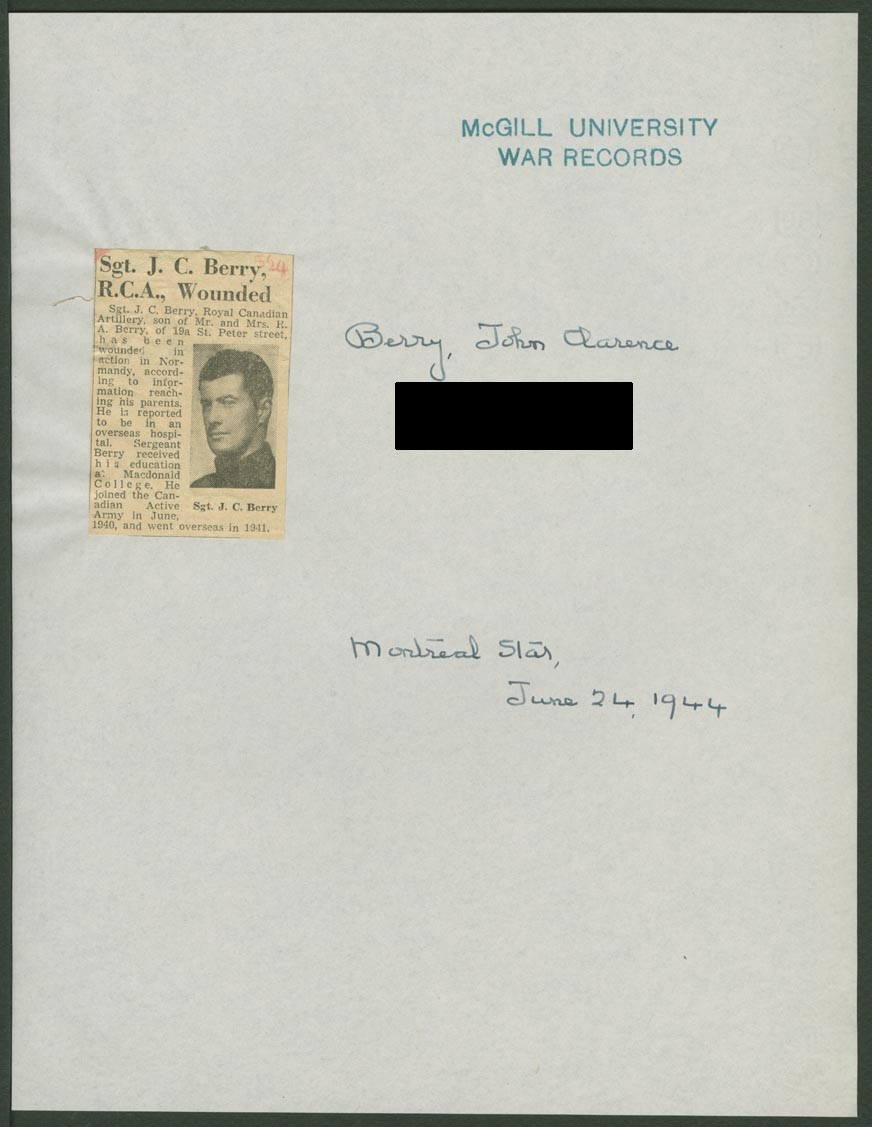 McGILL UNIVERSITY
WAR RECORDS
524
Sgt. J. C. Berry,
R.C.A., Wounded
Sgt. J. C. Berry, Royal Canadian
Artillery, son of Mr. and Mrs. R.
A. Berry, of 19a St. Peter street,
has been
wounded in
action in Nor-
mandy, accord-
ing to infor-
mation reach-
ing his parents.
He is reported
to be in an
overseas hospi-
tal. Sergeant
Berry received
his education
at Macdonald
College. He
joined the Can-
adian Active
Army in June,
1940, and went overseas in 1941.
Sgt. J. C. Berry
Berry, John Clarence
Montreal Star,
June 24, 1944